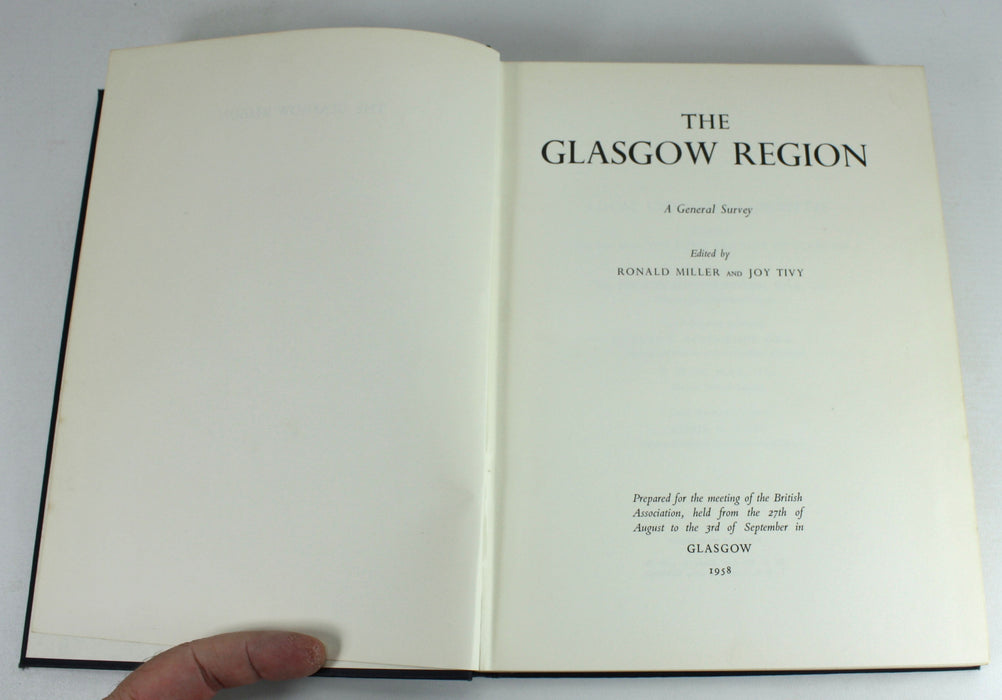 THE
GLASGOW REGION
A General Survey
Edited by
RONALD MILLER AND JOY TIVY
Prepared for the meeting of the British
Association, held from the 27th of
August to the 3rd of September in
GLASGOW
1958